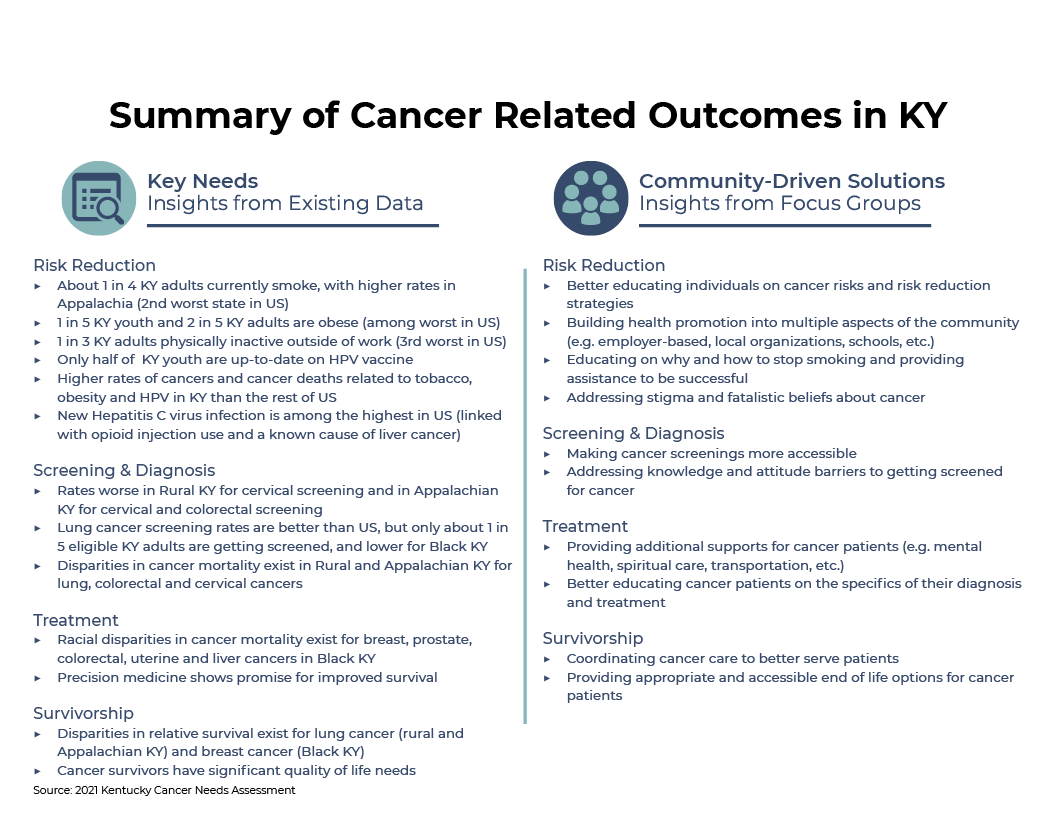 Summary of Cancer Related Outcomes in KY
Key Needs
Insights from Existing Data
Risk Reduction
▸ About 1 in 4 KY adults currently smoke, with higher rates in
Appalachia (2nd worst state in US)
▸ 1 in 5 KY youth and 2 in 5 KY adults are obese (among worst in US)
▸ 1 in 3 KY adults physically inactive outside of work (3rd worst in US)
▸ Only half of  KY youth are up-to-date on HPV vaccine
▸ Higher rates of cancers and cancer deaths related to tobacco,
obesity and HPV in KY than the rest of US
▸ New Hepatitis C virus infection is among the highest in US (linked
with opioid injection use and a known cause of liver cancer)
Screening & Diagnosis
▸ Rates worse in Rural KY for cervical screening and in Appalachian
KY for cervical and colorectal screening
▸ Lung cancer screening rates are better than US, but only about 1 in
5 eligible KY adults are getting screened, and lower for Black KY
▸ Disparities in cancer mortality exist in Rural and Appalachian KY for
lung, colorectal and cervical cancers
Treatment
▸ Racial disparities in cancer mortality exist for breast, prostate,
colorectal, uterine and liver cancers in Black KY
▸ Precision medicine shows promise for improved survival
Survivorship
▸ Disparities in relative survival exist for lung cancer (rural and
Appalachian KY) and breast cancer (Black KY)
▸ Cancer survivors have significant quality of life needs
Source: 2021 Kentucky Cancer Needs Assessment
Community-Driven Solutions
Insights from Focus Groups
Risk Reduction
▸ Better educating individuals on cancer risks and risk reduction
strategies
▸ Building health promotion into multiple aspects of the community
(e.g. employer-based, local organizations, schools, etc.)
▸ Educating on why and how to stop smoking and providing
assistance to be successful
▸ Addressing stigma and fatalistic beliefs about cancer
Screening & Diagnosis
▸ Making cancer screenings more accessible
▸ Addressing knowledge and attitude barriers to getting screened
for cancer
Treatment
▸ Providing additional supports for cancer patients (e.g. mental
health, spiritual care, transportation, etc.)
▸ Better educating cancer patients on the specifics of their diagnosis
and treatment
Survivorship
▸ Coordinating cancer care to better serve patients
▸ Providing appropriate and accessible end of life options for cancer
patients